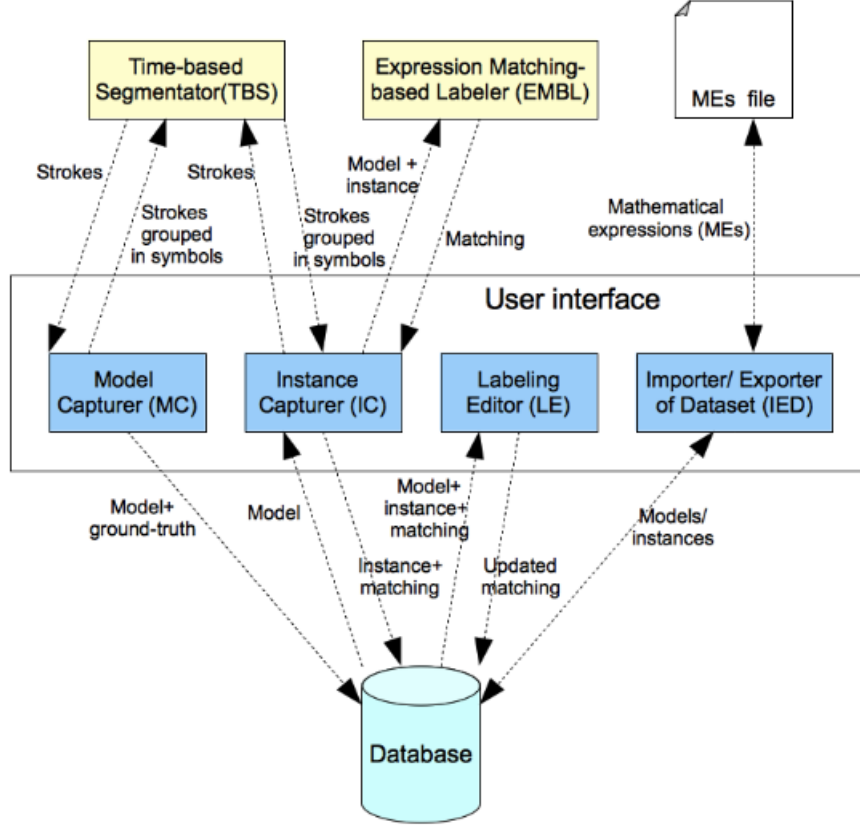 Time-based
Segmentator(TBS)
Expression Matching-
based Labeler (EMBL)
MEs file
Strokes
Strokes
grouped
in symbols
Strokes
Strokes
grouped
in symbols
Model +
instance
Matching
Mathematical
expressions (MEs)
User interface
Model
Capturer (MC)
Instance
Capturer (IC)
Labeling
Editor (LE)
Importer/ Exporter
of Dataset (IED)
Model+
ground-truth
Model
Instance+
matching
Model+
instance+
matching
Updated
matching
Models/
instances
Database